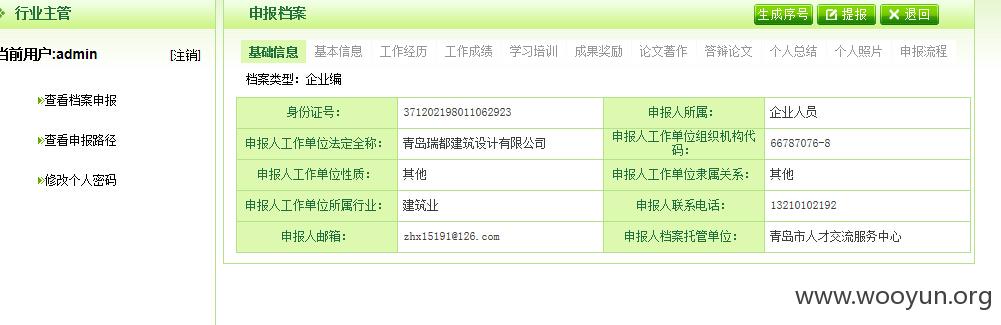 行业主管
当前用户:admin [注销]
查看档案申报
查看申报路径
修改个人密码
申报档案 生成序号 提报 退回
基础信息 基本信息 工作经历 工作成绩 学习培训 成果奖励 论文著作 答辩论文 个人总结 个人照片 申报流程
档案类型：企业编
身份证号： 371202198011062923 申报人所属： 企业人员
申报人工作单位法定全称： 青岛瑞都建筑设计有限公司 申报人工作单位组织机构代
码： 66787076-8
申报人工作单位性质： 其他 申报人工作单位隶属关系： 其他
申报人工作单位所属行业： 建筑业 申报人联系电话： 13210102192
申报人邮箱： zhx15191@126.com 申报人档案托管单位： 青岛市人才交流服务中心
www.wooyun.org